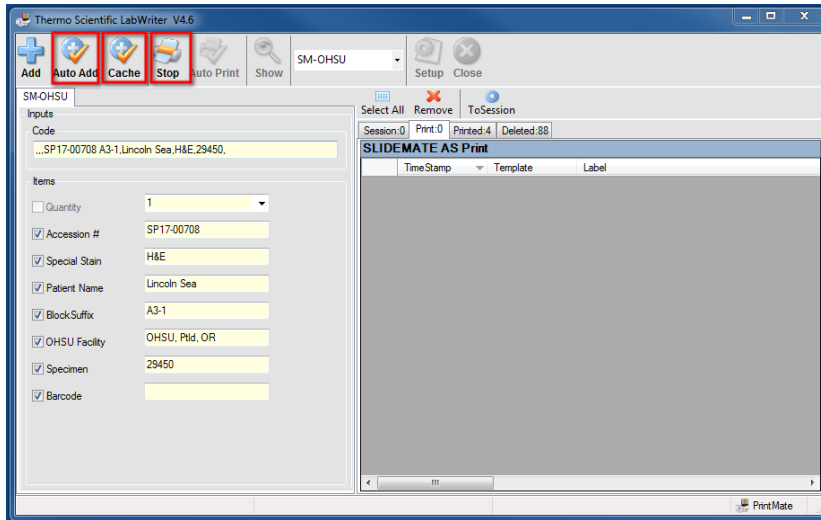 Thermo Scientific LabWriter V4.6
Add Auto Add Cache Stop Auto Print Show SM-OHSU Setup Close
SM-OHSU
Inputs
Code
,,,SP17-00708 A3-1,Lincoln Sea,H&E,29450,
Items
Quantity 1
Accession # SP17-00708
Special Stain H&E
Patient Name Lincoln Sea
BlockSuffix A3-1
OHSU Facility OHSU, Ptld, OR
Specimen 29450
Barcode
Select All Remove ToSession
Session:0 Print:0 Printed:4 Deleted:88
SLIDEMATE AS Print
TimeStamp Template Label
PrintMate